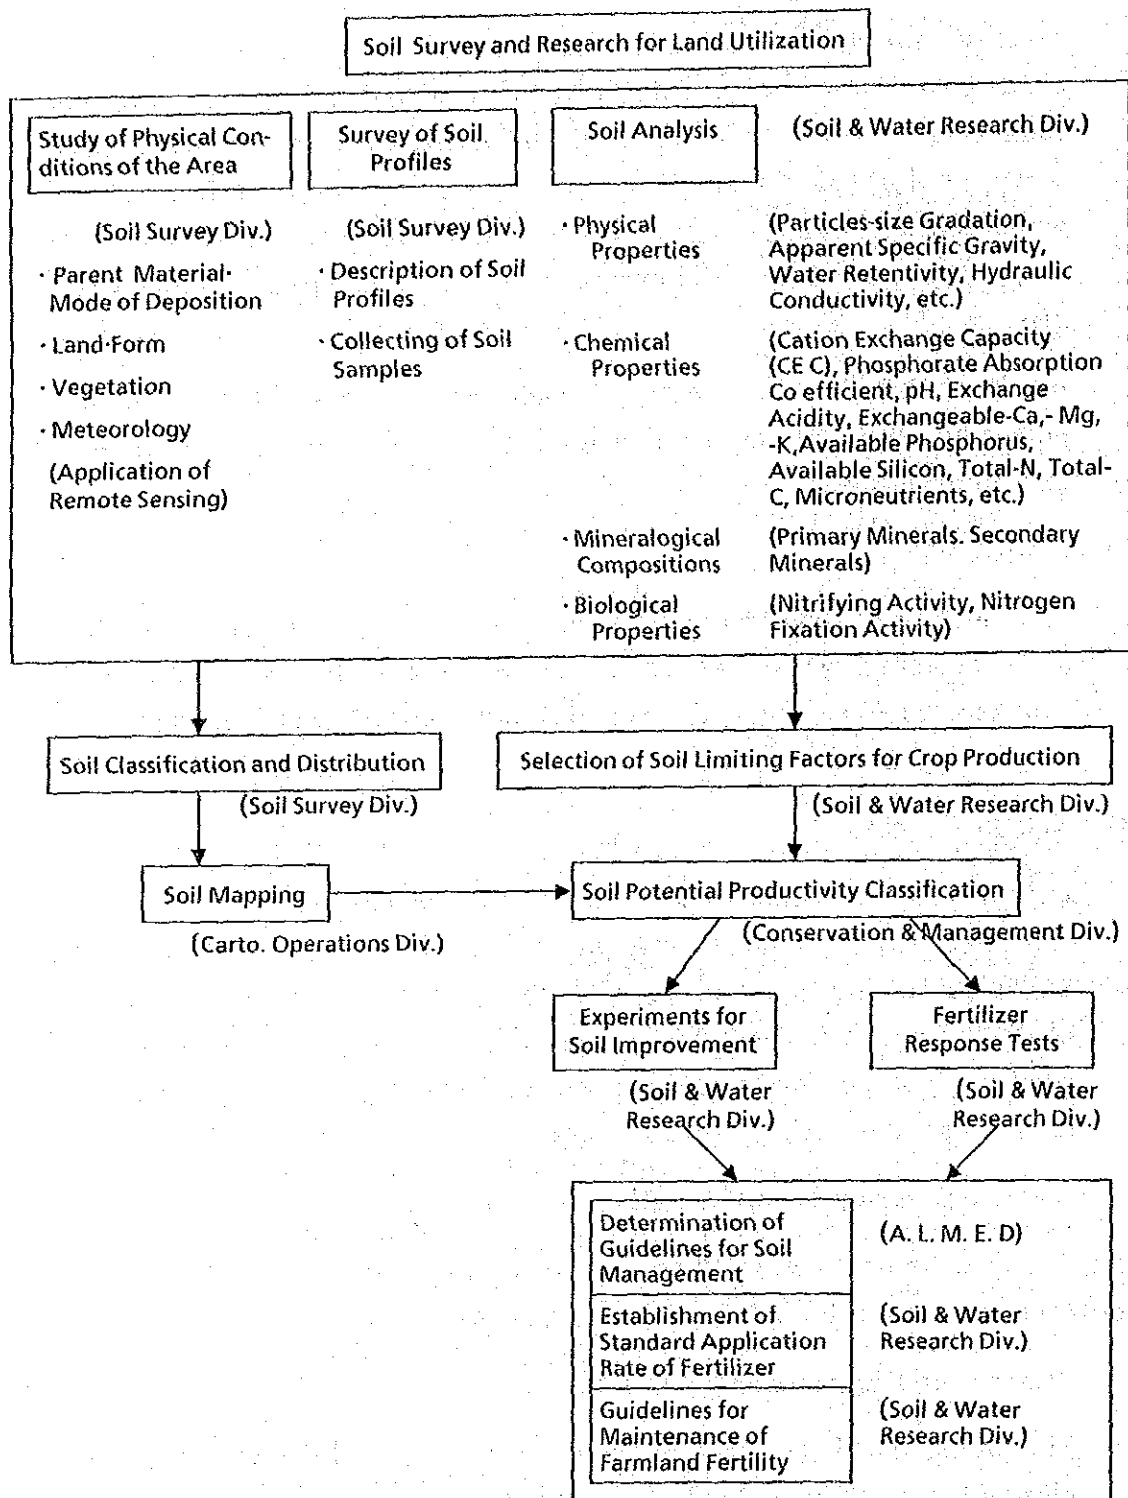 Soil Survey and Research for Land Utilization
Study of Physical Con-
ditions of the Area
(Soil Survey Div.)
· Parent Material·
Mode of Deposition
· Land·Form
· Vegetation
· Meteorology
(Application of
Remote Sensing)
Survey of Soil
Profiles
(Soil Survey Div.)
· Description of Soil
Profiles
· Collecting of Soil
Samples
Soil Analysis
(Soil & Water Research Div.)
· Physical
Properties
(Particles-size Gradation,
Apparent Specific Gravity,
Water Retentivity, Hydraulic
Conductivity, etc.)
· Chemical
Properties
(Cation Exchange Capacity
(CE C), Phosphorate Absorption
Co efficient, pH, Exchange
Acidity, Exchangeable-Ca,- Mg,
-K,Available Phosphorus,
Available Silicon, Total-N, Total-
C, Microneutrients, etc.)
· Mineralogical
Compositions
(Primary Minerals. Secondary
Minerals)
· Biological
Properties
(Nitrifying Activity, Nitrogen
Fixation Activity)
Soil Classification and Distribution
(Soil Survey Div.)
Selection of Soil Limiting Factors for Crop Production
(Soil & Water Research Div.)
Soil Mapping
(Carto. Operations Div.)
Soil Potential Productivity Classification
(Conservation & Management Div.)
Experiments for
Soil Improvement
(Soil & Water
Research Div.)
Fertilizer
Response Tests
(Soil & Water
Research Div.)
Determination of
Guidelines for Soil
Management
(A. L. M. E. D)
Establishment of
Standard Application
Rate of Fertilizer
(Soil & Water
Research Div.)
Guidelines for
Maintenance of
Farmland Fertility
(Soil & Water
Research Div.)